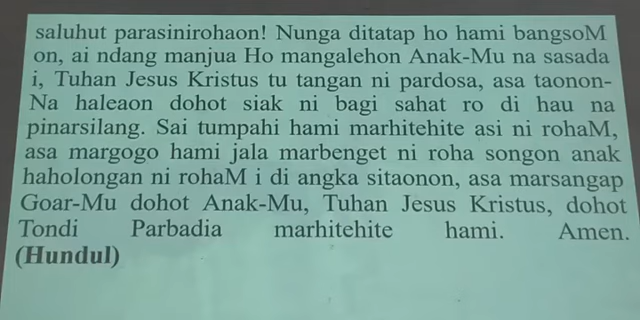 saluhut parasinirohaon! Nunga ditatap ho hami bangsoM
on, ai ndang manjua Ho mangalehon Anak-Mu na sasada
i, Tuhan Jesus Kristus tu tangan ni pardosa, asa taonon-
Na haleaon dohot siak ni bagi sahat ro di hau na
pinarsilang. Sai tumpahi hami marhitehite asi ni rohaM,
asa margogo hami jala marbenget ni roha songon anak
haholongan ni rohaM i di angka sitaonon, asa marsangap
Goar-Mu dohot Anak-Mu, Tuhan Jesus Kristus, dohot
Tondi Parbadia marhitehite hami. Amen.
(Hundul)